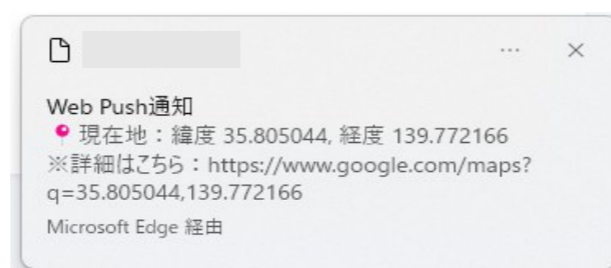 Web Push通知
📍現在地：緯度 35.805044, 経度 139.772166
※詳細はこちら：https://www.google.com/maps?
q=35.805044,139.772166
Microsoft Edge 経由